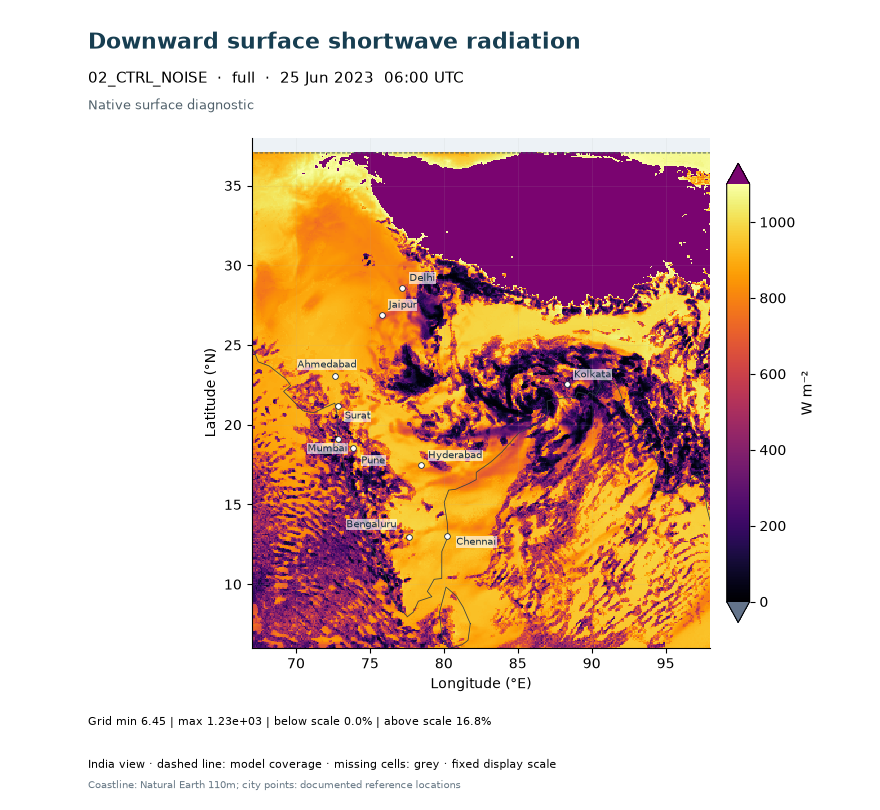 Downward surface shortwave radiation
02_CTRL_NOISE · full · 25 Jun 2023 06:00 UTC
Native surface diagnostic
35
30
25
20
15
10
Latitude (°N)
70 75 80 85 90 95
Longitude (°E)
Delhi
Jaipur
Ahmedabad
Kolkata
Surat
Mumbai
Pune
Hyderabad
Bengaluru
Chennai
1000
800
600
400
200
0
W m⁻²
Grid min 6.45 | max 1.23e+03 | below scale 0.0% | above scale 16.8%
India view · dashed line: model coverage · missing cells: grey · fixed display scale
Coastline: Natural Earth 110m; city points: documented reference locations